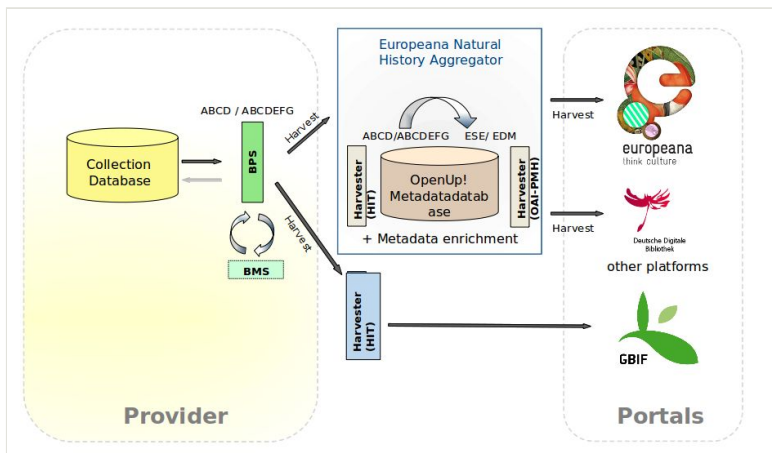 Europeana Natural
History Aggregator
ABCD / ABCDEFG
Harvest
ABCD/ABCDEFG
ESE/ EDM
Harvest
europeana
think culture
Collection
Database
BPS
Harvester
(HIT)
OpenUp!
Metadatadatab
ase
Harvester
(OAI-PMH)
+ Metadata enrichment
Harvest
Harvest
Deutsche Digitale
Bibliothek
other platforms
BMS
Harvester
(HIT)
GBIF
Provider
Portals